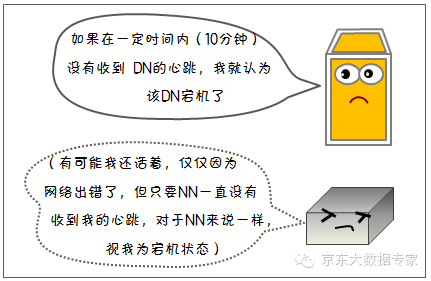 如果在一定时间内（10分钟）
没有收到 DN的心跳，我就认为
该DN宕机了
（有可能我还活着，仅仅因为
网络出错了，但只要NN一直没有
收到我的心跳，对于NN来说一样，
视我为宕机状态）
京东大数据专家